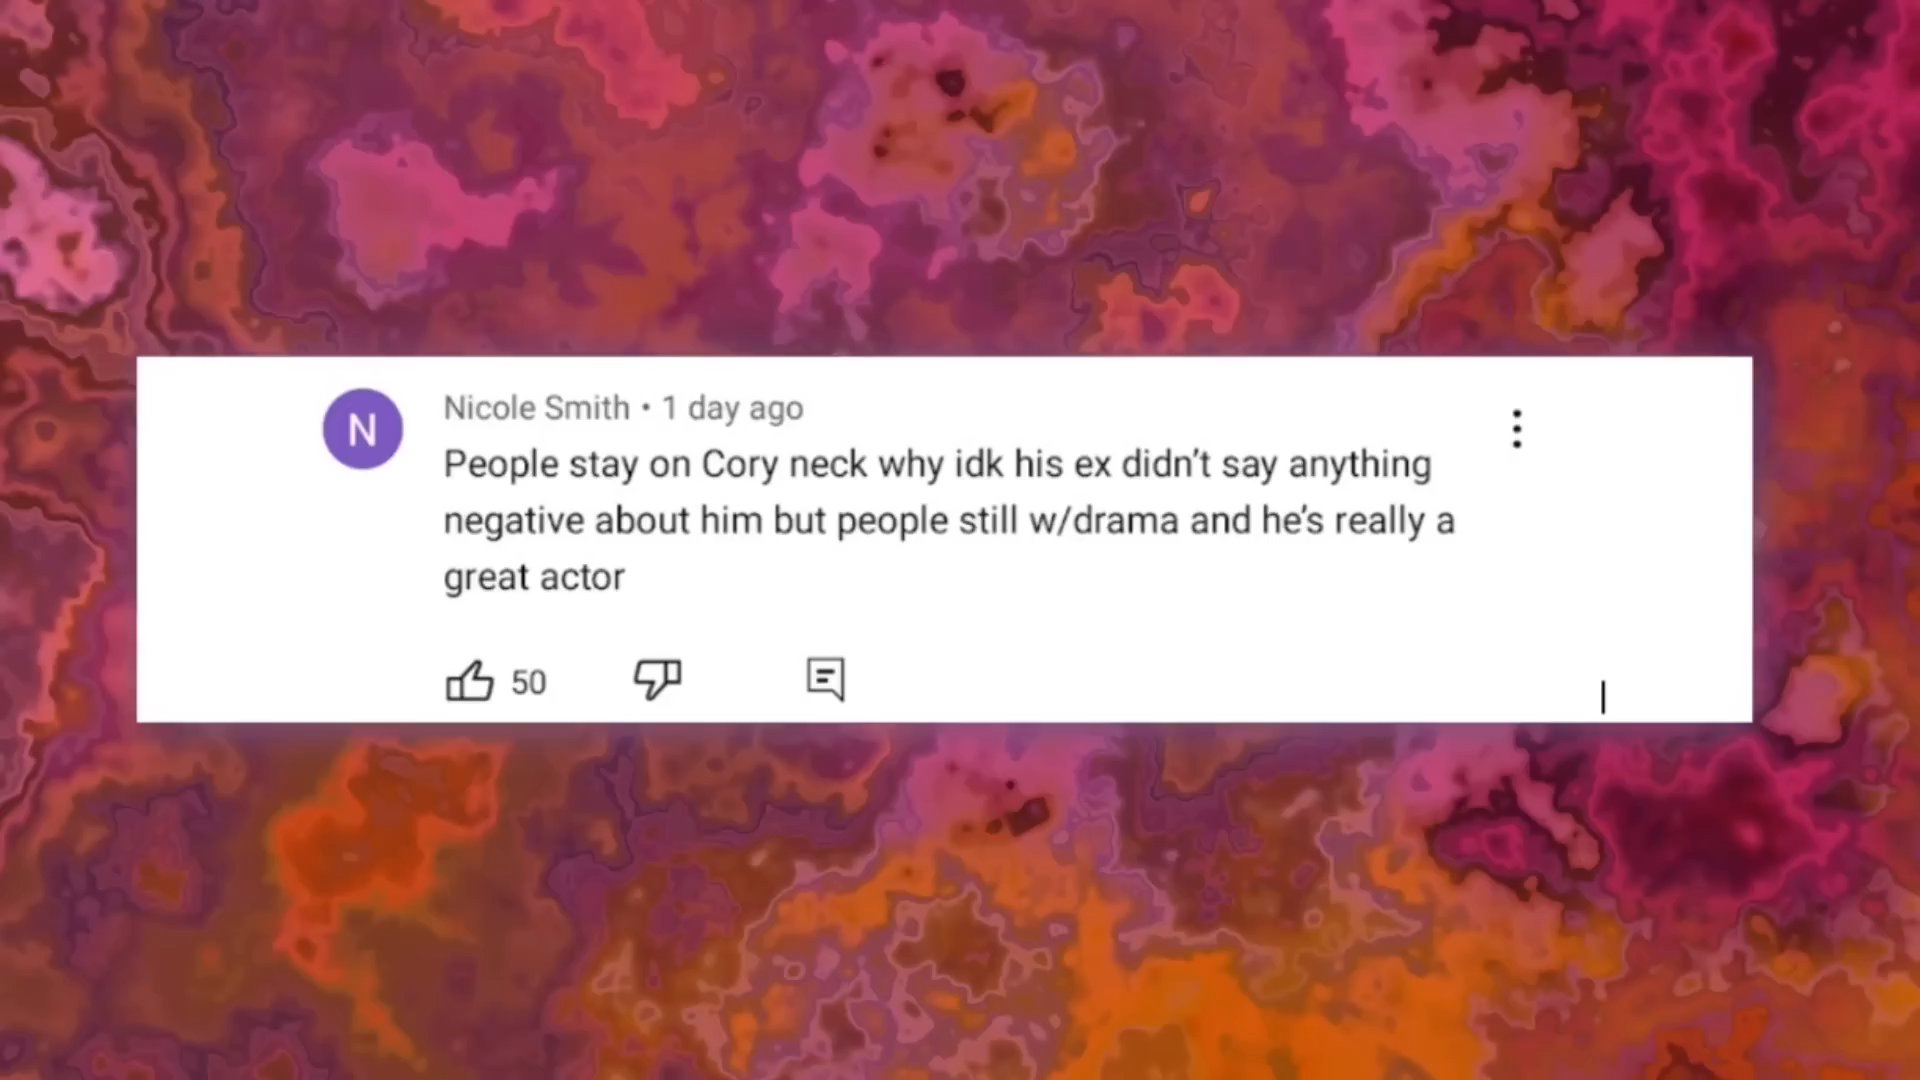 N
Nicole Smith • 1 day ago
People stay on Cory neck why idk his ex didn’t say anything
negative about him but people still w/drama and he’s really a
great actor
50